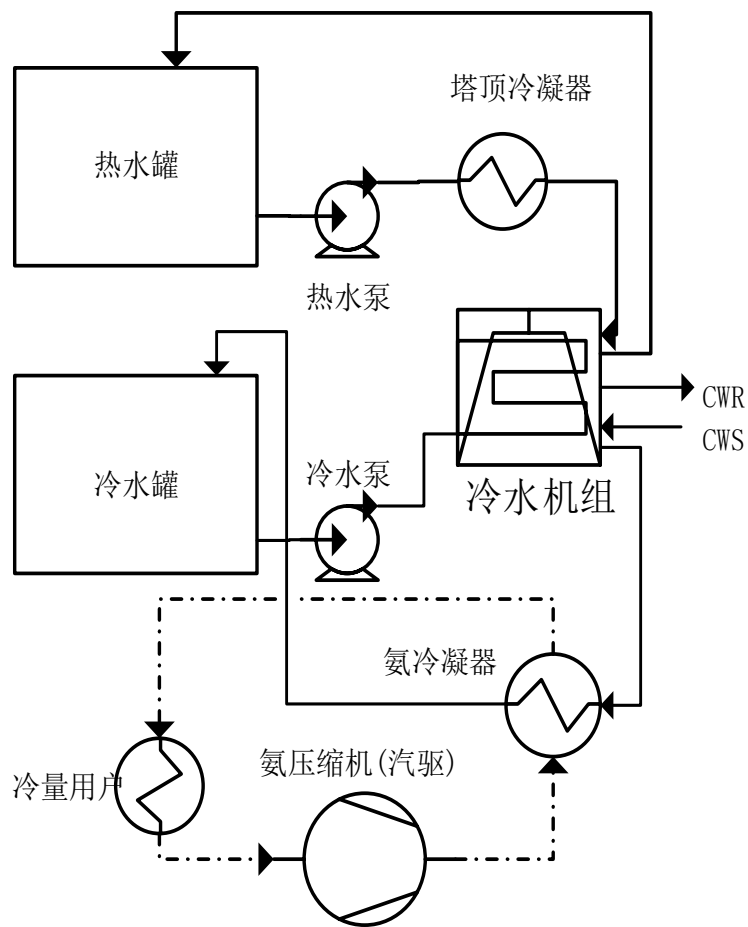 塔顶冷凝器
热水罐
热水泵
CWR
CWS
冷水泵
冷水罐
冷水机组
氨冷凝器
氨压缩机(汽驱)
冷量用户